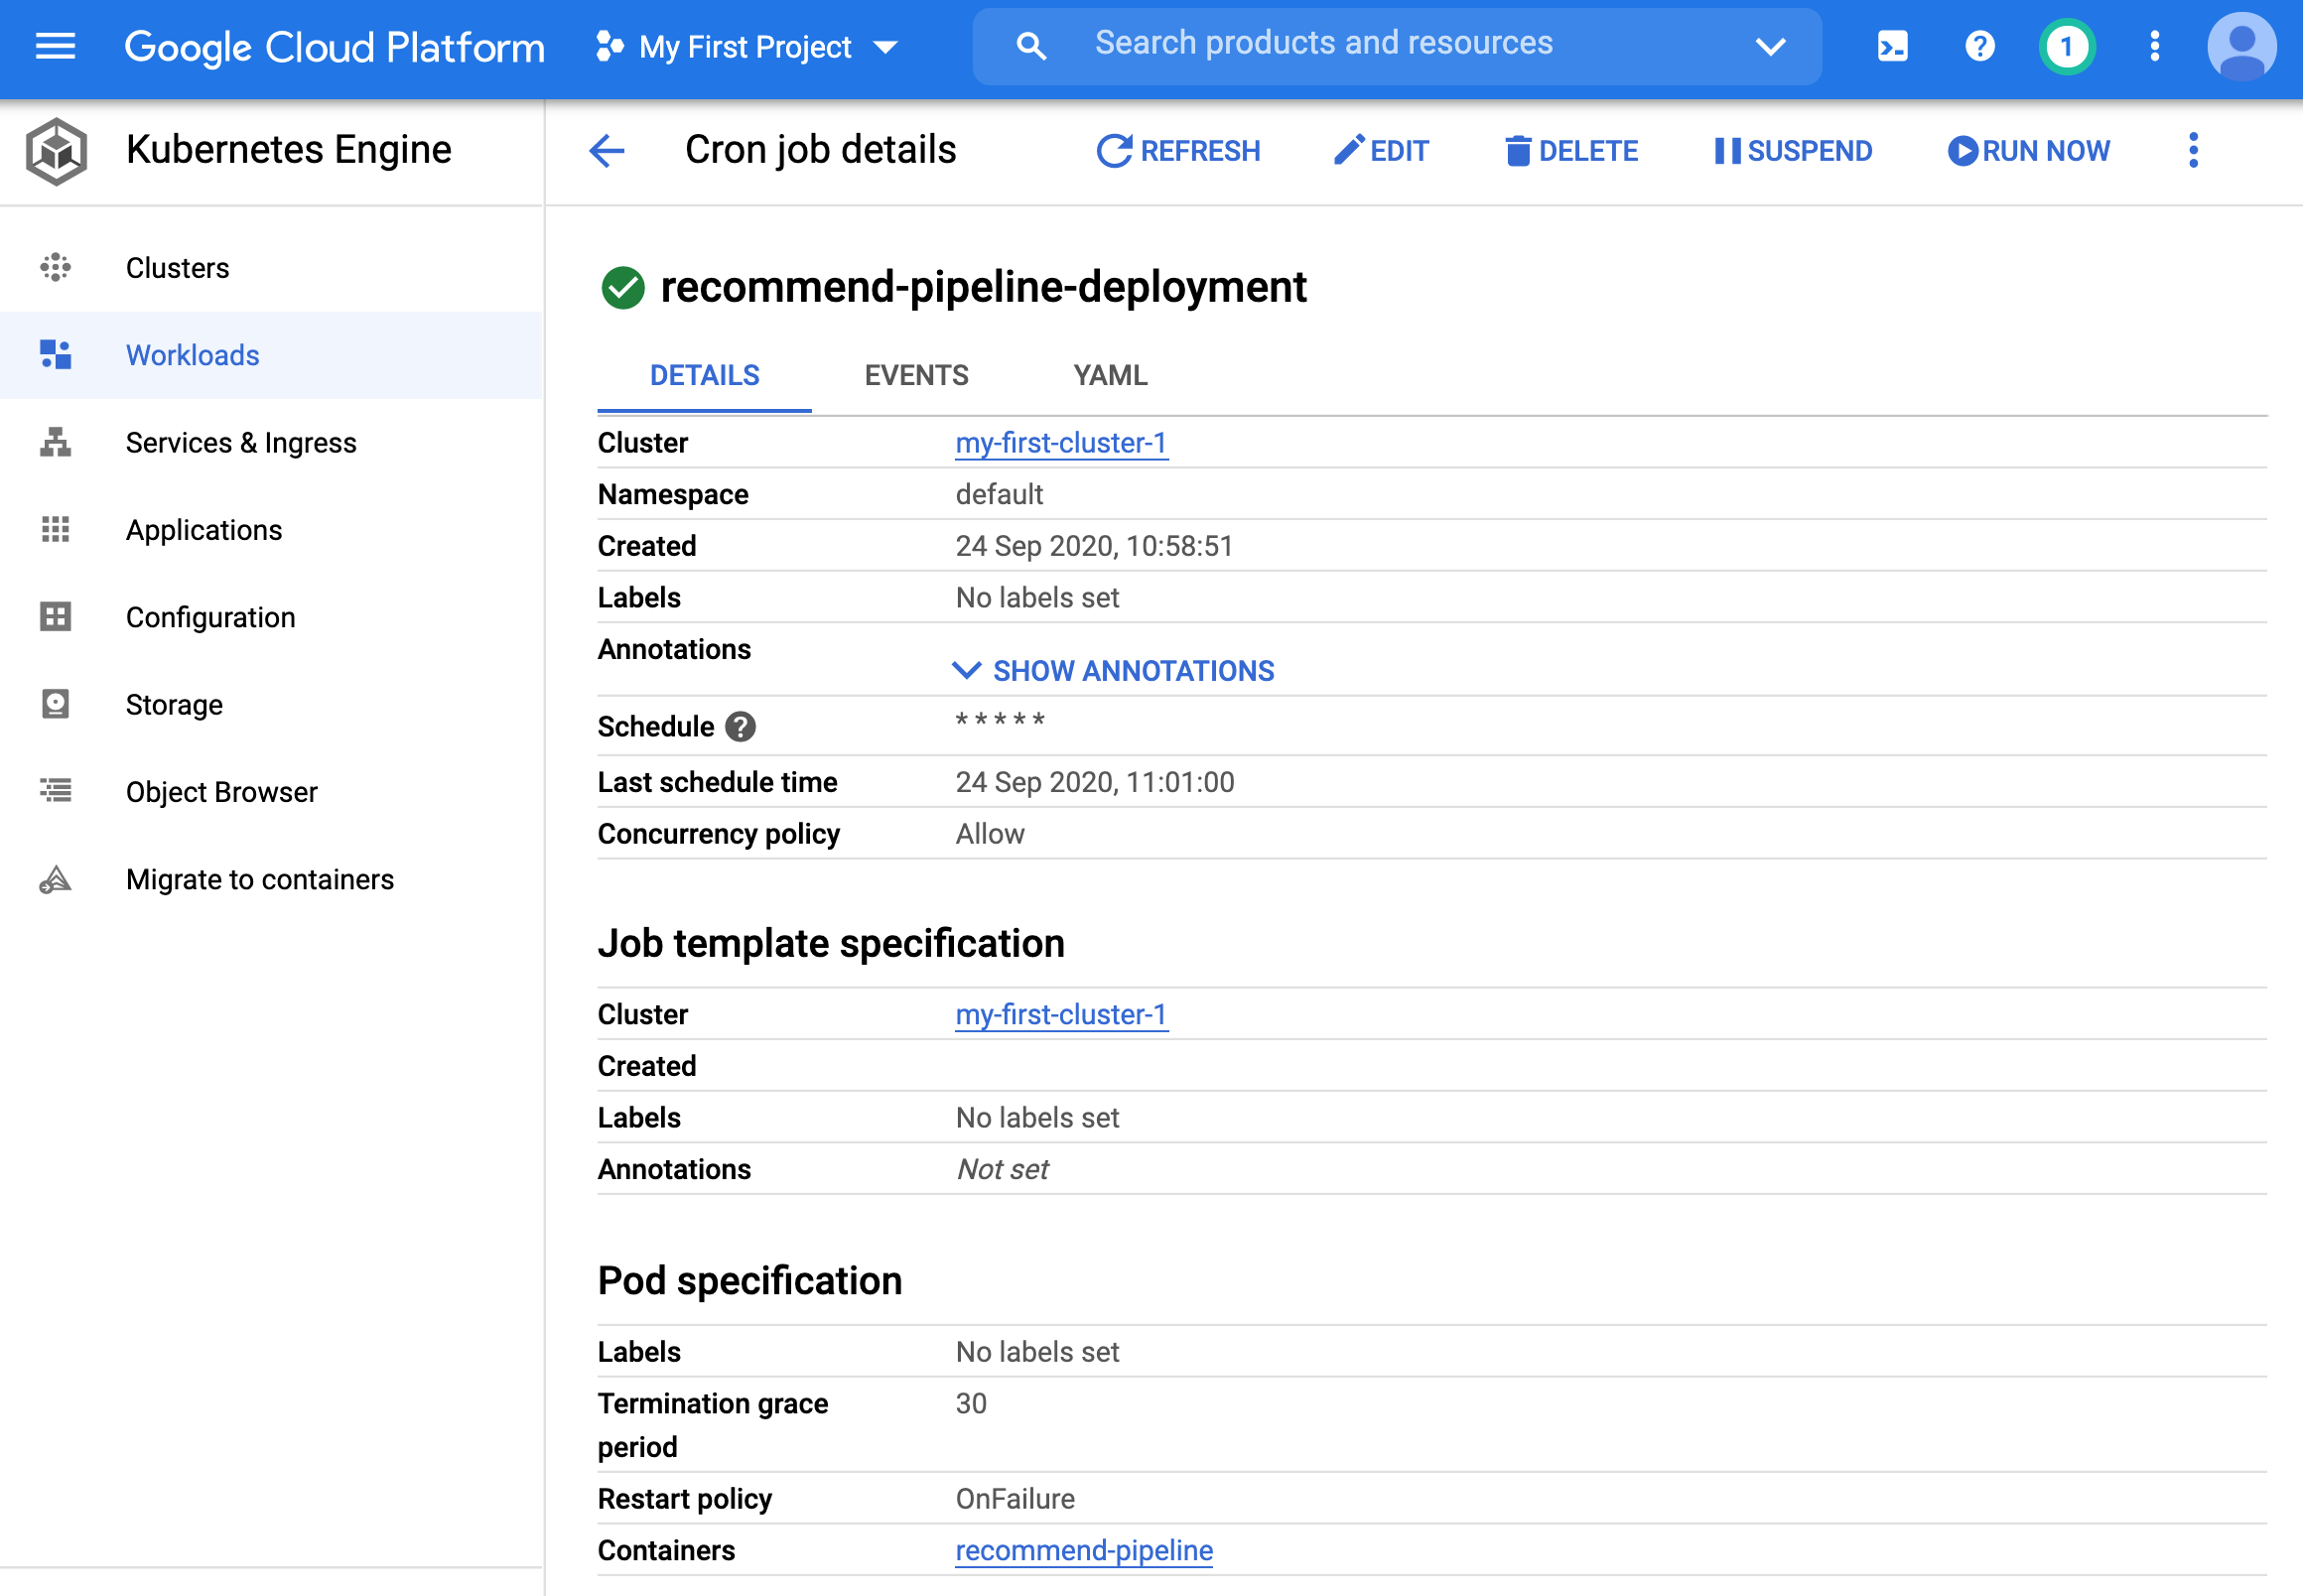 Google Cloud Platform My First Project Search products and resources 1
Kubernetes Engine
Cron job details REFRESH EDIT DELETE SUSPEND RUN NOW
Clusters
Workloads
Services & Ingress
Applications
Configuration
Storage
Object Browser
Migrate to containers
recommend-pipeline-deployment
DETAILS EVENTS YAML
Cluster my-first-cluster-1
Namespace default
Created 24 Sep 2020, 10:58:51
Labels No labels set
Annotations
SHOW ANNOTATIONS
Schedule ? * * * * *
Last schedule time 24 Sep 2020, 11:01:00
Concurrency policy Allow
Job template specification
Cluster my-first-cluster-1
Created
Labels No labels set
Annotations Not set
Pod specification
Labels No labels set
Termination grace 30
period
Restart policy OnFailure
Containers recommend-pipeline